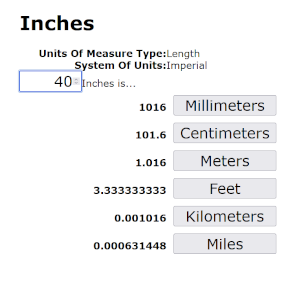 Inches
Units Of Measure Type:Length
System Of Units:Imperial
40 Inches is...
1016 Millimeters
101.6 Centimeters
1.016 Meters
3.333333333 Feet
0.001016 Kilometers
0.000631448 Miles